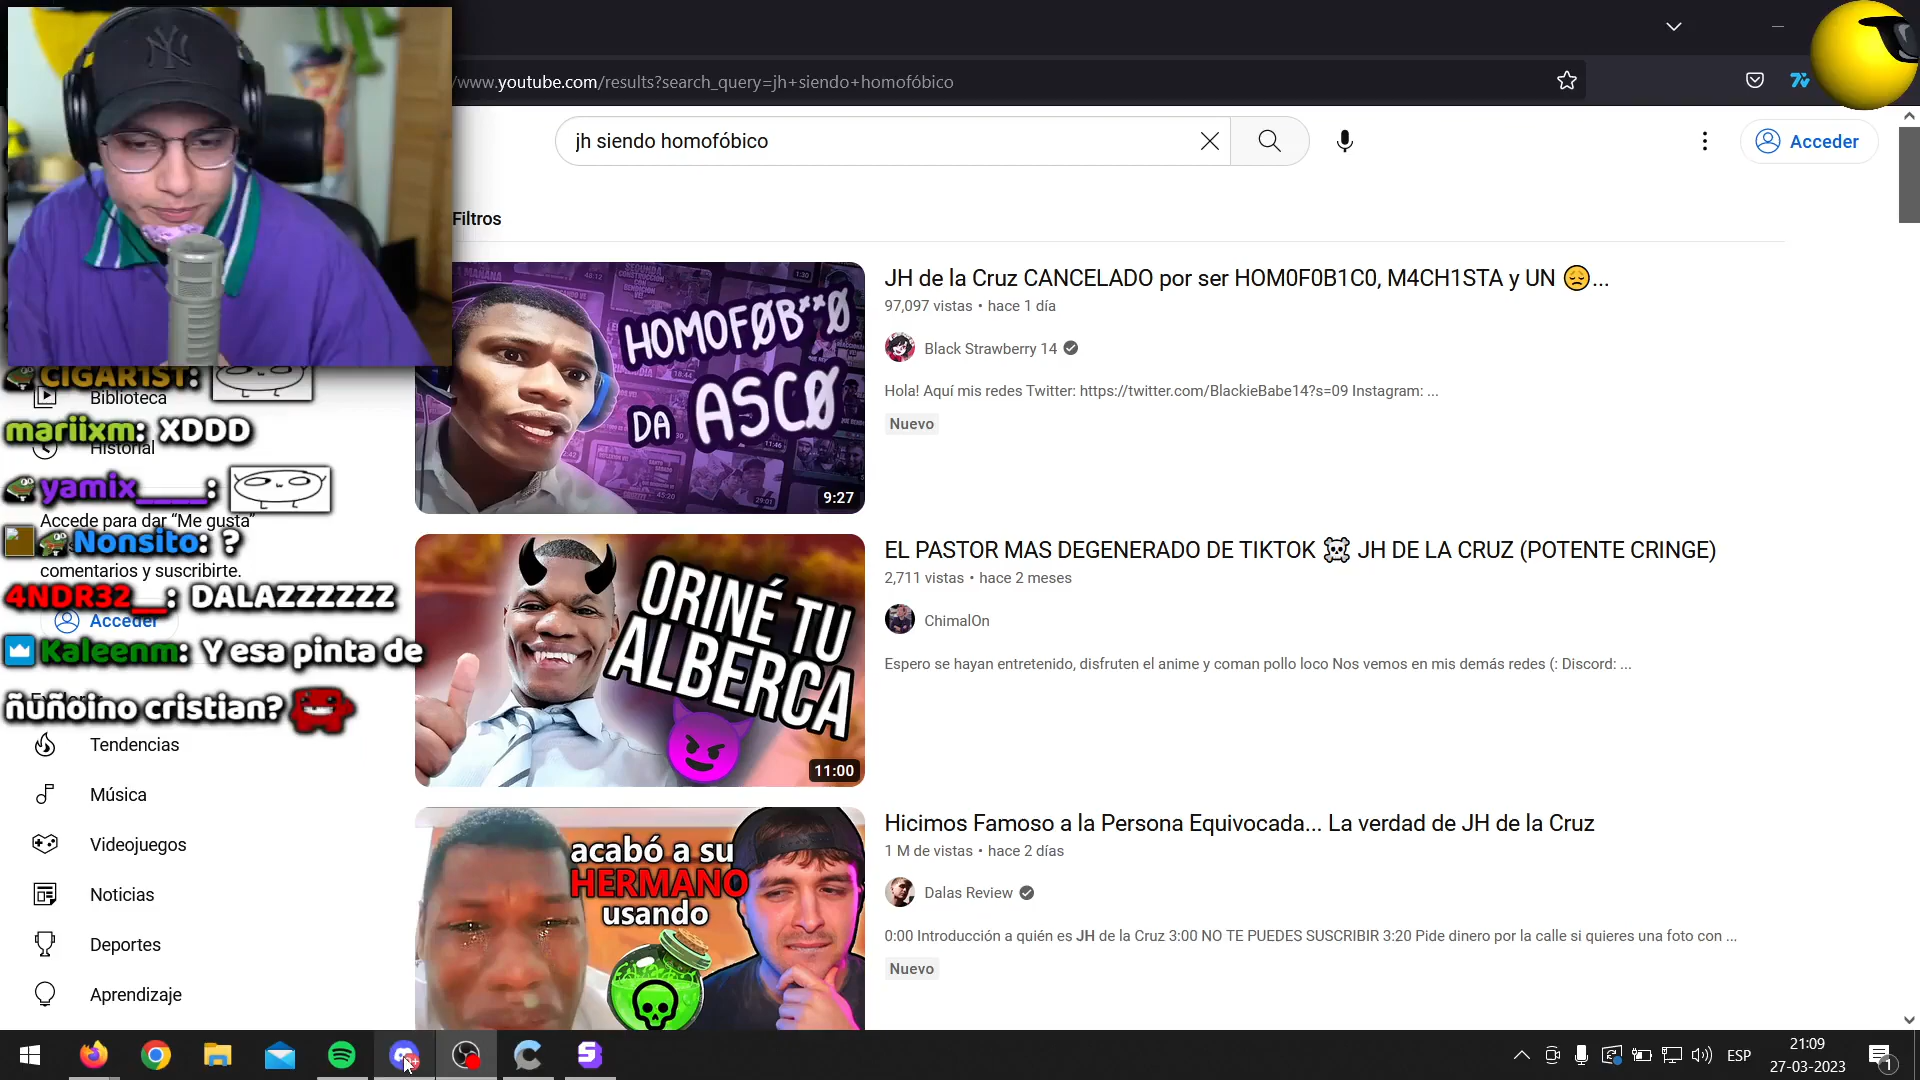 /www.youtube.com/results?search_query=jh+siendo+homofóbico
jh siendo homofóbico
Acceder
Filtros
HOMOFØB**Ø
DA ASCØ
9:27
JH de la Cruz CANCELADO por ser HOM0F0B1C0, M4CH1STA y UN 😞...
97,097 vistas • hace 1 día
Black Strawberry 14
Hola! Aquí mis redes Twitter: https://twitter.com/BlackieBabe14?s=09 Instagram: ...
Nuevo
CIGAR1ST:
Biblioteca
mariixm: XDDD
Historial
yamix____:
Accede para dar “Me gusta”
Nonsito: ?
comentarios y suscribirte.
4NDR32__: DALAZZZZZZ
Acceder
Kaleenm: Y esa pinta de
ñuñoino cristian?
Explorar
Tendencias
Música
Videojuegos
Noticias
Deportes
Aprendizaje
ORINÉ TU
ALBERCA
11:00
EL PASTOR MAS DEGENERADO DE TIKTOK ☠️ JH DE LA CRUZ (POTENTE CRINGE)
2,711 vistas • hace 2 meses
ChimalOn
Espero se hayan entretenido, disfruten el anime y coman pollo loco Nos vemos en mis demás redes (: Discord: ...
acabó a su
HERMANO
usando
Hicimos Famoso a la Persona Equivocada... La verdad de JH de la Cruz
1 M de vistas • hace 2 días
Dalas Review
0:00 Introducción a quién es JH de la Cruz 3:00 NO TE PUEDES SUSCRIBIR 3:20 Pide dinero por la calle si quieres una foto con ...
Nuevo
ESP
21:09
27-03-2023
1